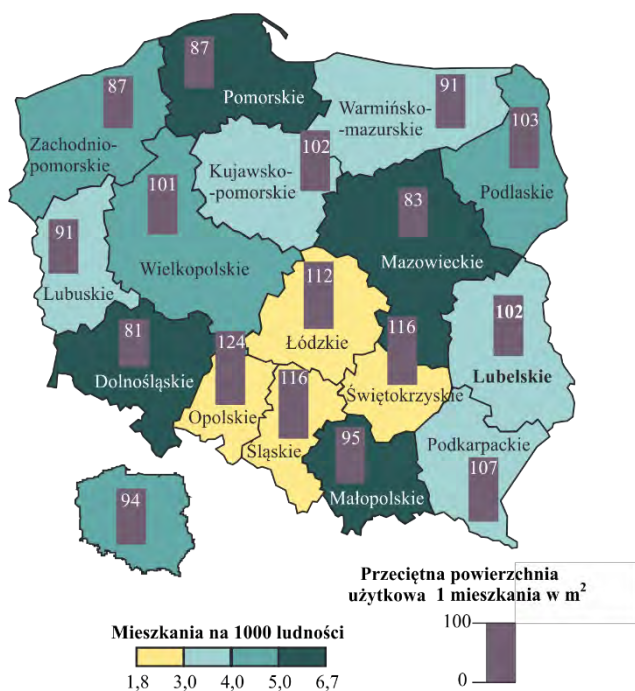 87
Pomorskie
87
Zachodnio-
pomorskie
91
Warmińsko-
-mazurskie
103
Podlaskie
102
Kujawsko-
-pomorskie
101
Wielkopolskie
91
Lubuskie
83
Mazowieckie
112
Łódzkie
102
Lubelskie
81
Dolnośląskie
124
Opolskie
116
Śląskie
116
Świętokrzyskie
95
Małopolskie
Podkarpackie
107
94
Przeciętna powierzchnia
użytkowa 1 mieszkania w m²
100
0
Mieszkania na 1000 ludności
1,8 3,0 4,0 5,0 6,7